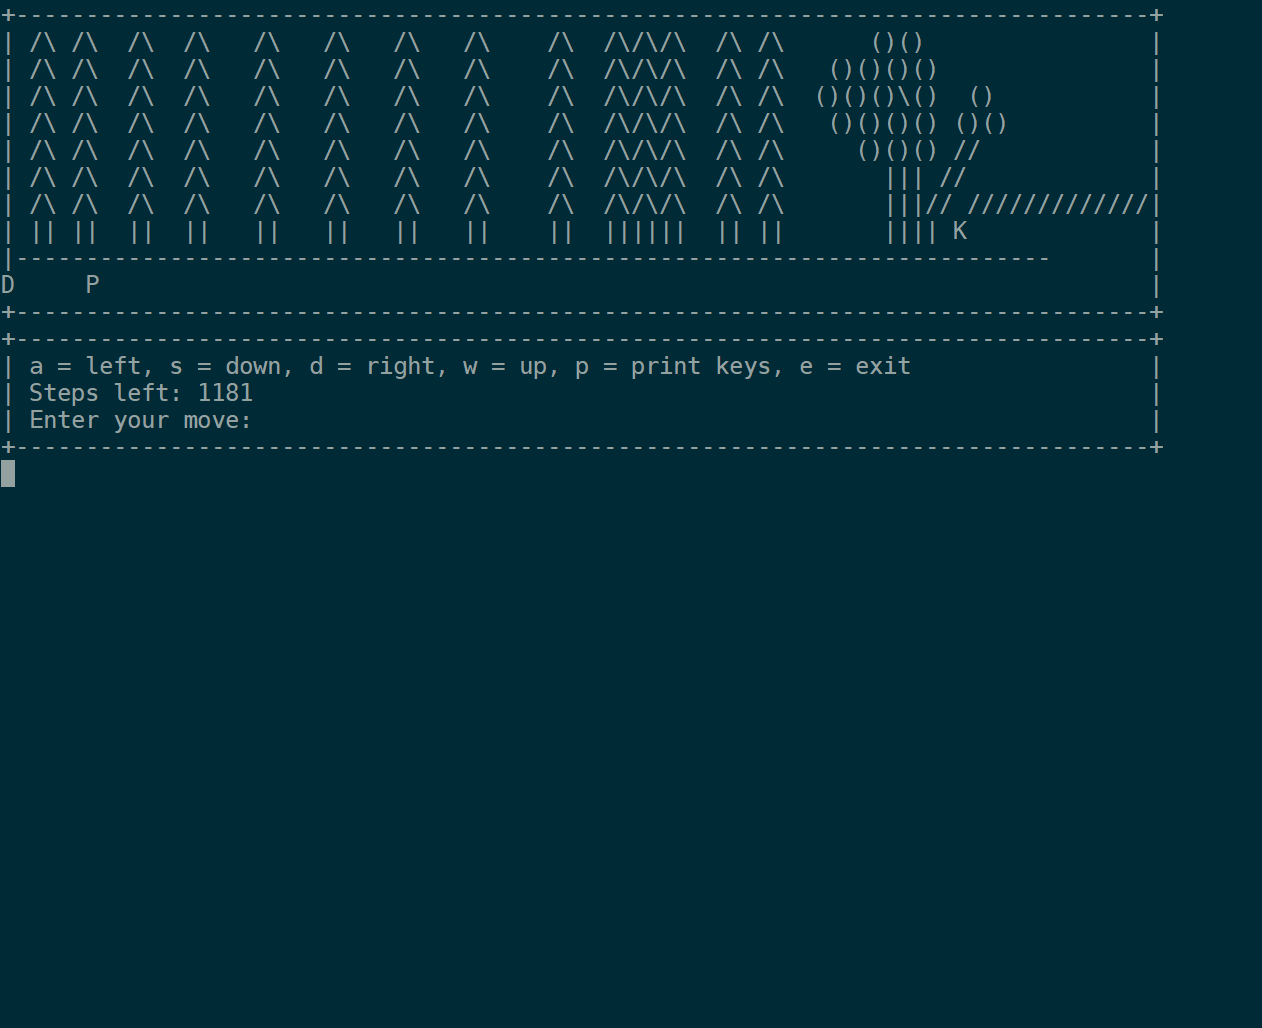 +---------------------------------------------------------------------------------+
| /\ /\  /\  /\   /\   /\   /\   /\    /\  /\/\/\  /\ /\      ()()                |
| /\ /\  /\  /\   /\   /\   /\   /\    /\  /\/\/\  /\ /\   ()()()()               |
| /\ /\  /\  /\   /\   /\   /\   /\    /\  /\/\/\  /\ /\  ()()()\()  ()           |
| /\ /\  /\  /\   /\   /\   /\   /\    /\  /\/\/\  /\ /\   ()()()() ()()          |
| /\ /\  /\  /\   /\   /\   /\   /\    /\  /\/\/\  /\ /\     ()()() //            |
| /\ /\  /\  /\   /\   /\   /\   /\    /\  /\/\/\  /\ /\       ||| //             |
| /\ /\  /\  /\   /\   /\   /\   /\    /\  /\/\/\  /\ /\       |||// /////////////|
| || ||  ||  ||   ||   ||   ||   ||    ||  ||||||  || ||       |||| K             |
|--------------------------------------------------------------------------       |
D     P                                                                           |
+---------------------------------------------------------------------------------+
+---------------------------------------------------------------------------------+
| a = left, s = down, d = right, w = up, p = print keys, e = exit                 |
| Steps left: 1181                                                                |
| Enter your move:                                                                |
+---------------------------------------------------------------------------------+